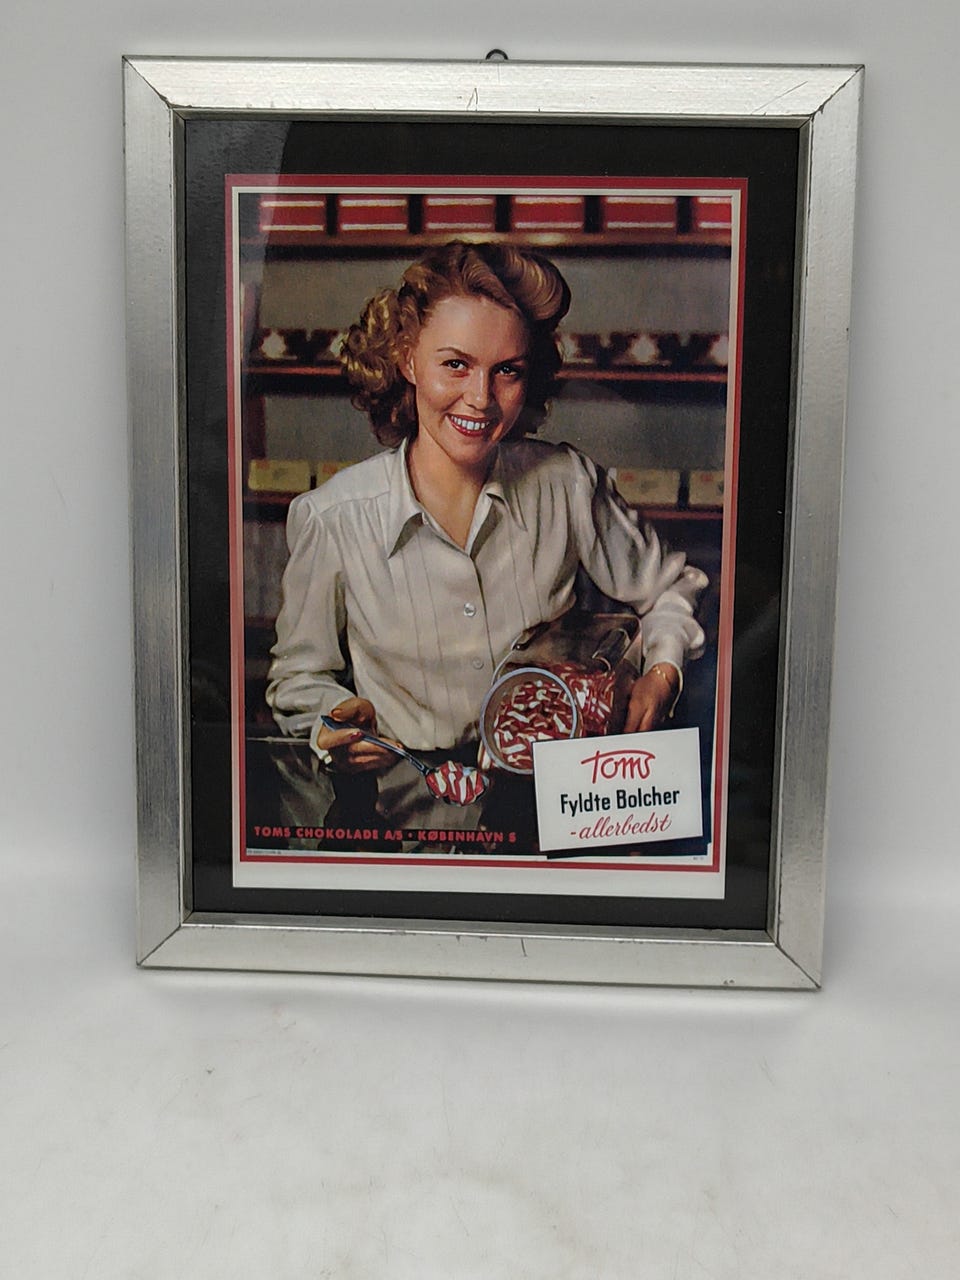 Toms
Fyldte Bolcher
-allerbedst
TOMS CHOKOLADE A/S • KØBENHAVN S